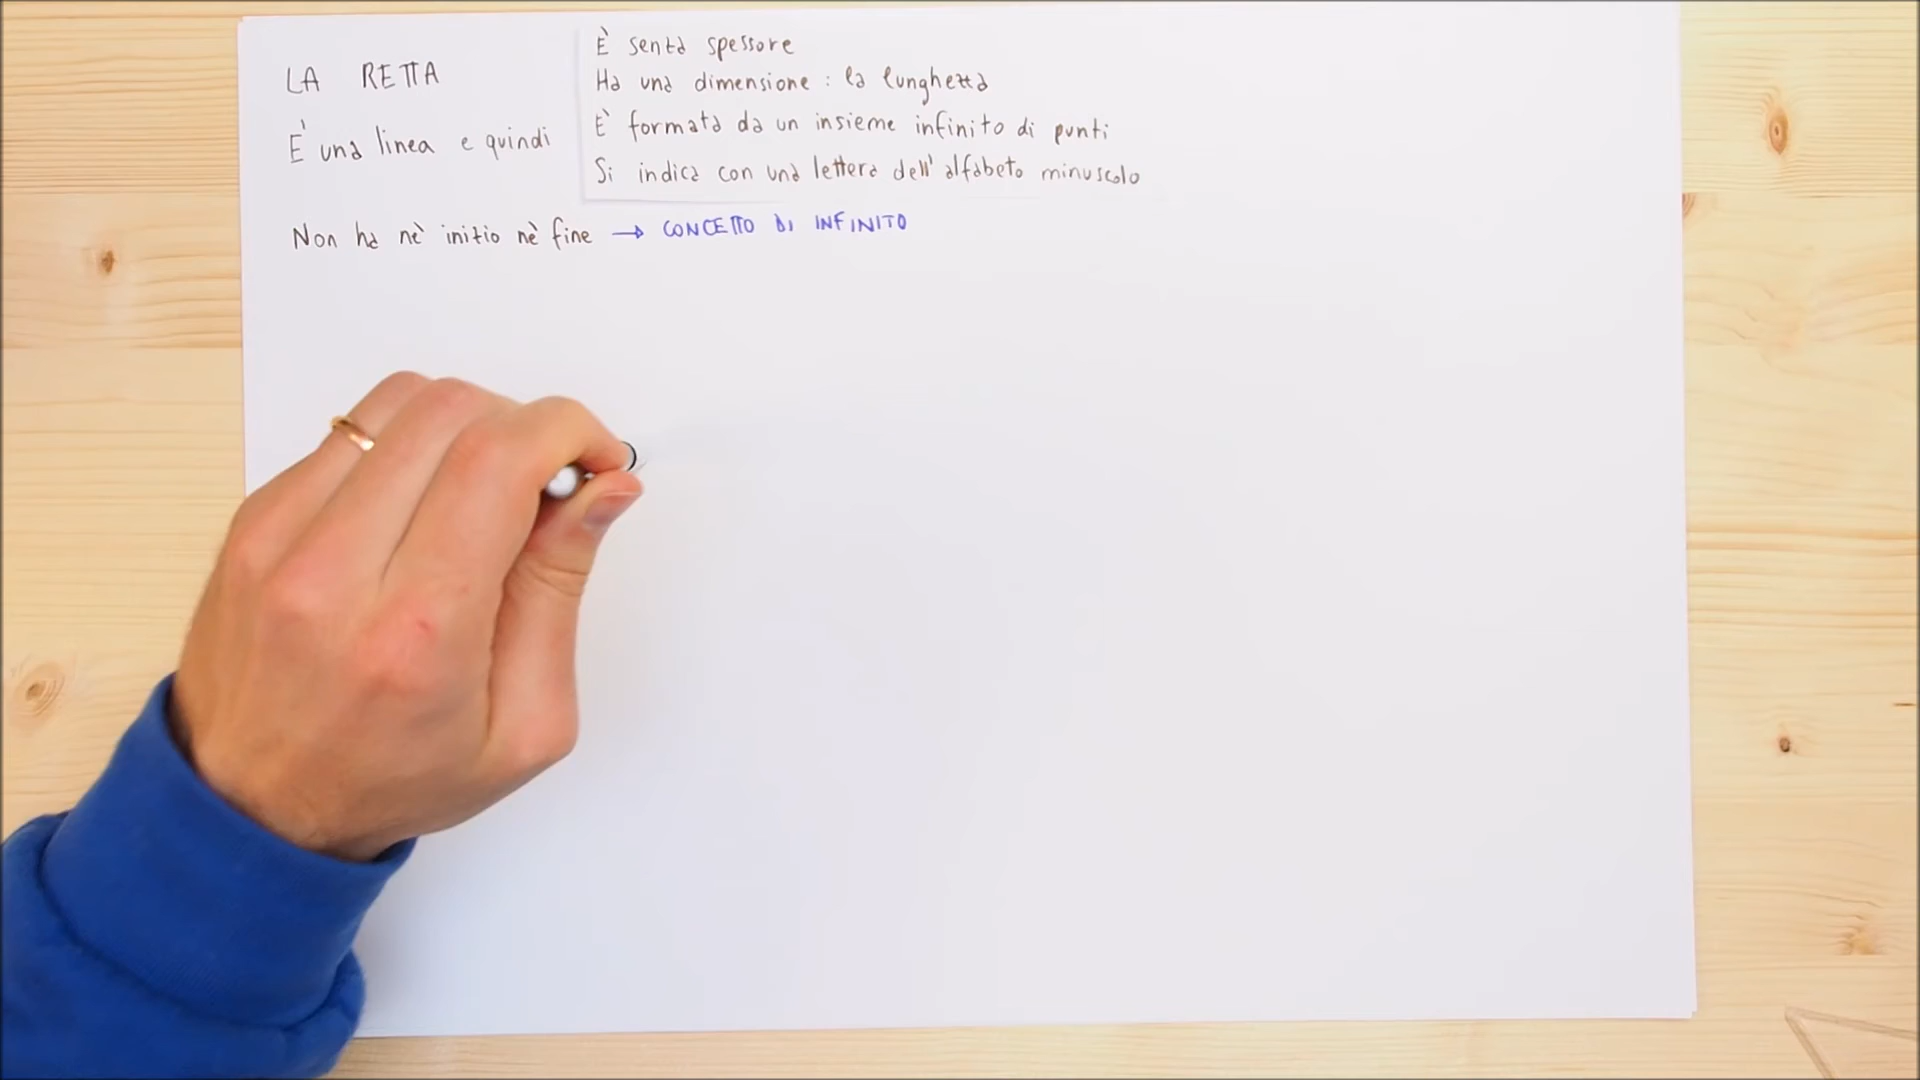 LA RETTA
È una linea e quindi
È senza spessore
Ha una dimensione : la lunghezza
È formata da un insieme infinito di punti
Si indica con una lettera dell'alfabeto minuscolo
Non ha nè inizio nè fine → CONCETTO DI INFINITO